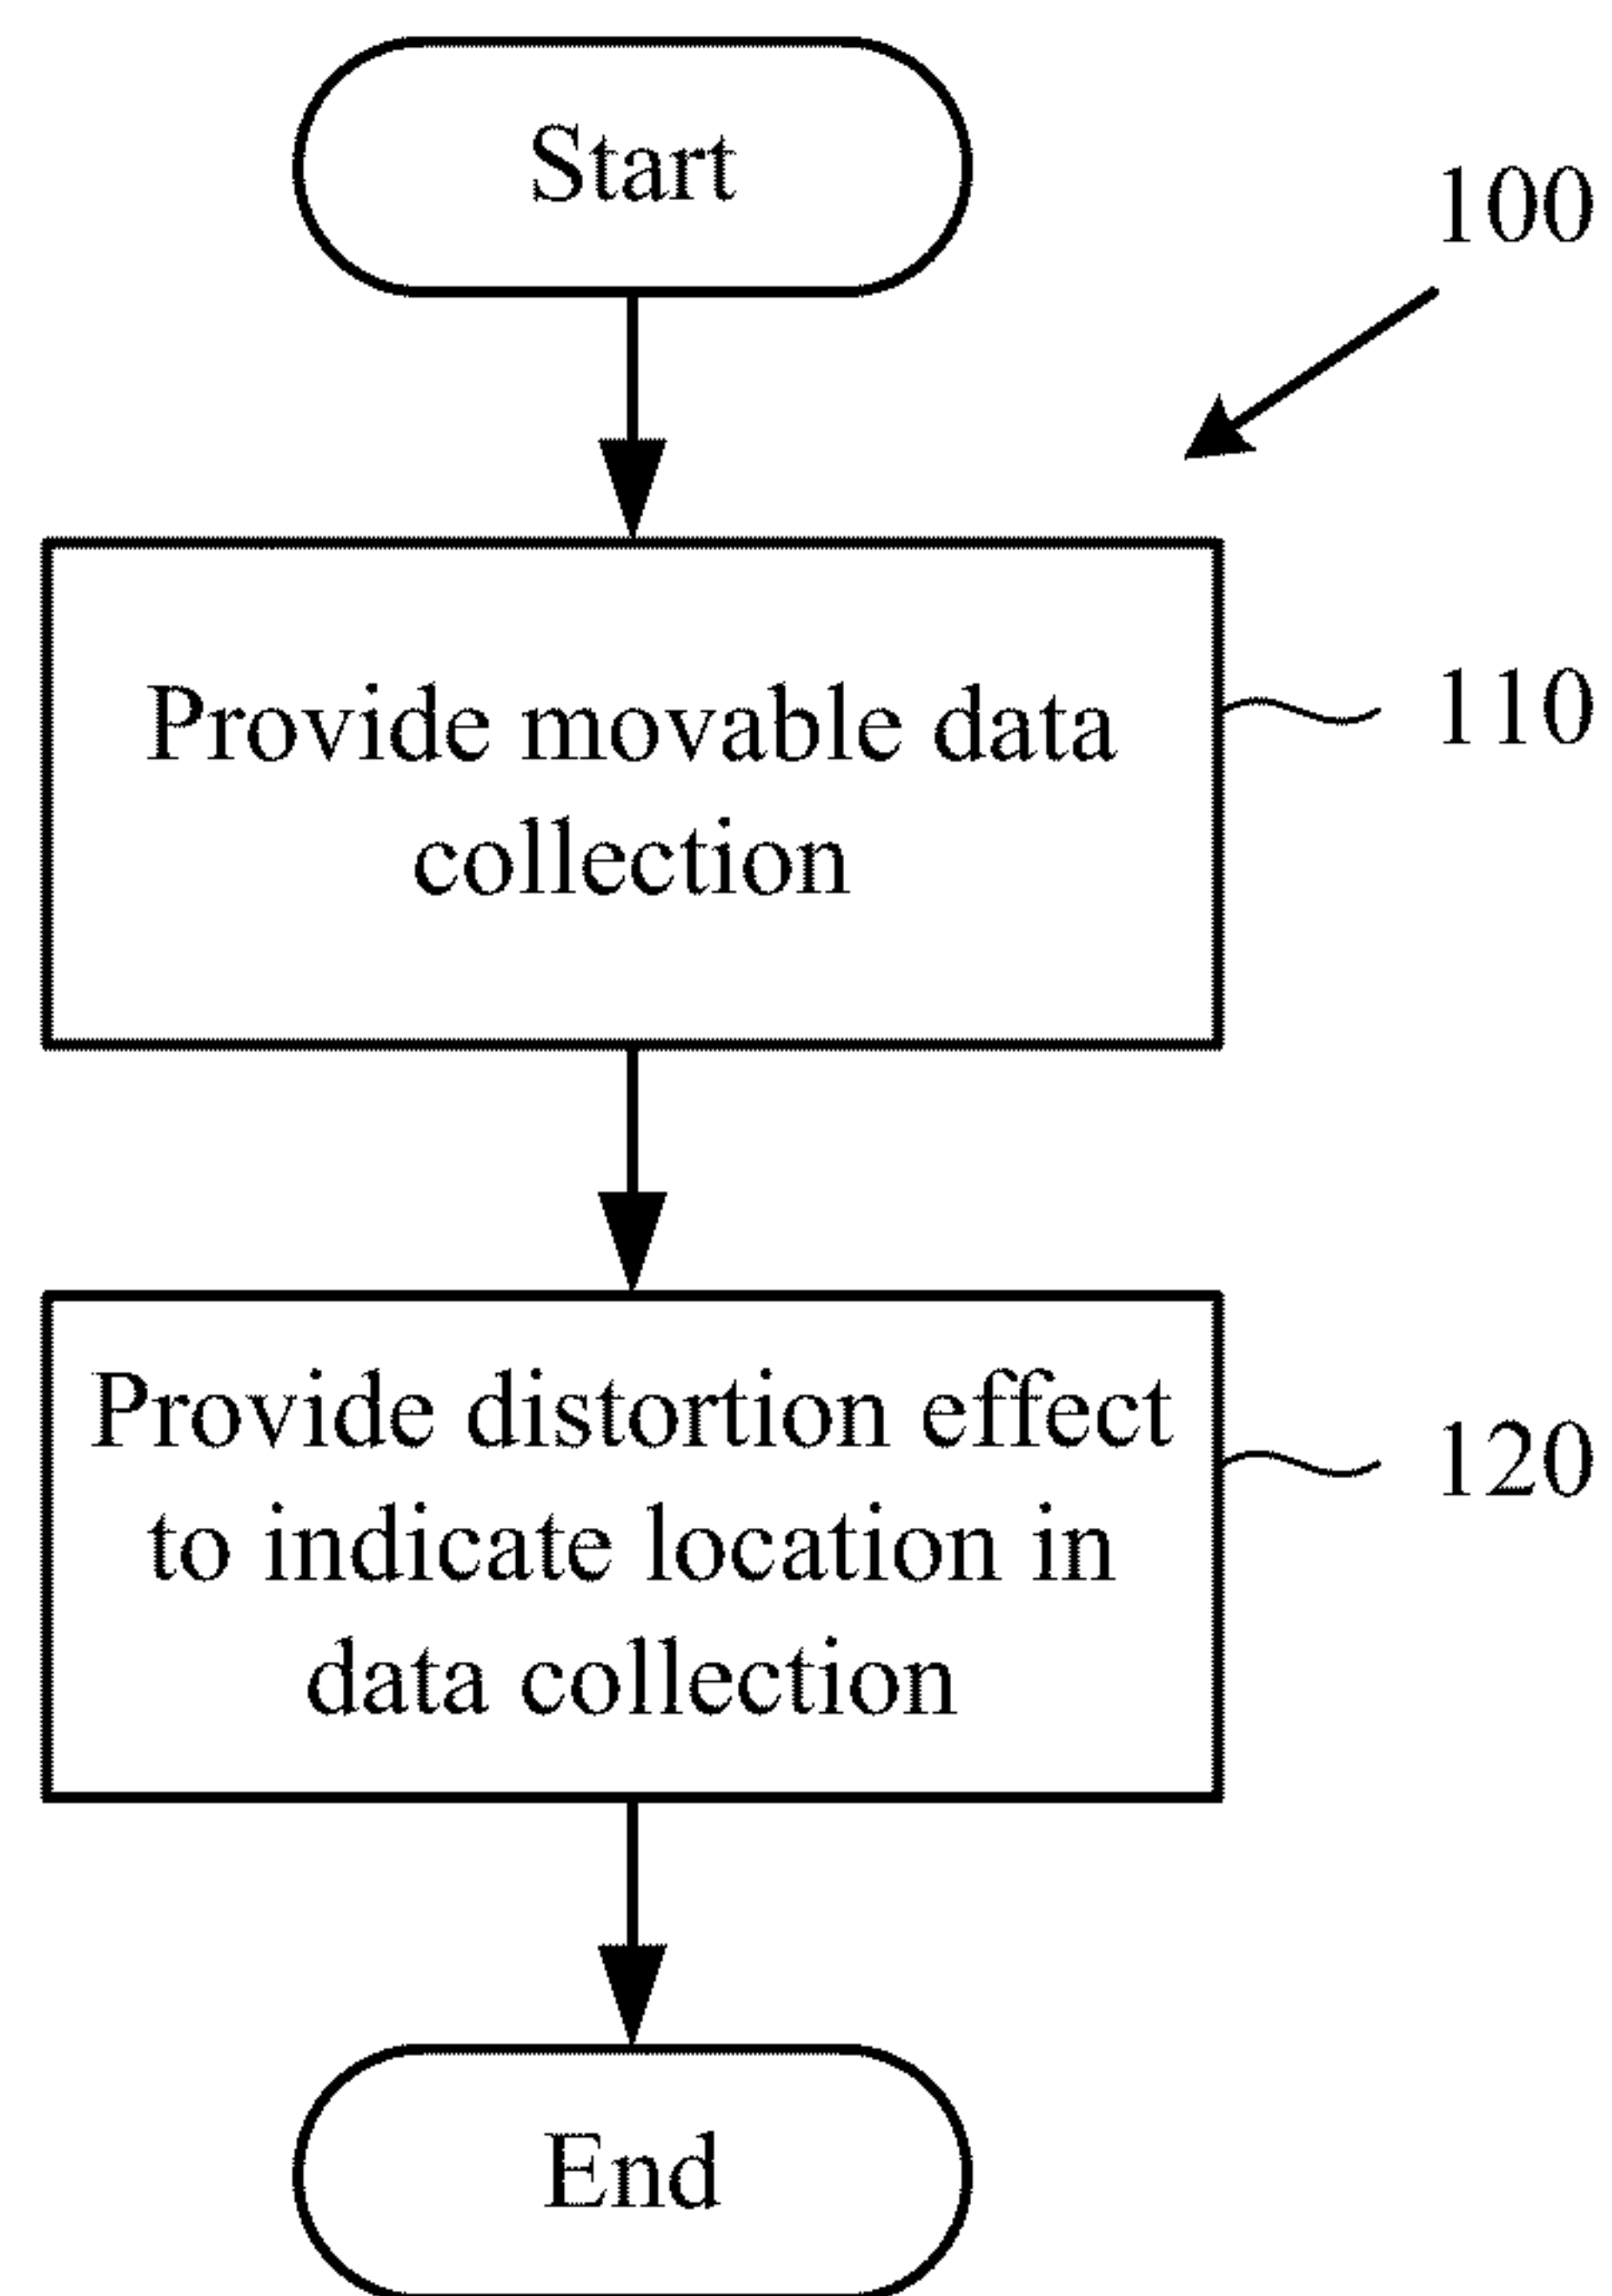 Start
100
Provide movable data
collection
110
Provide distortion effect
to indicate location in
data collection
120
End